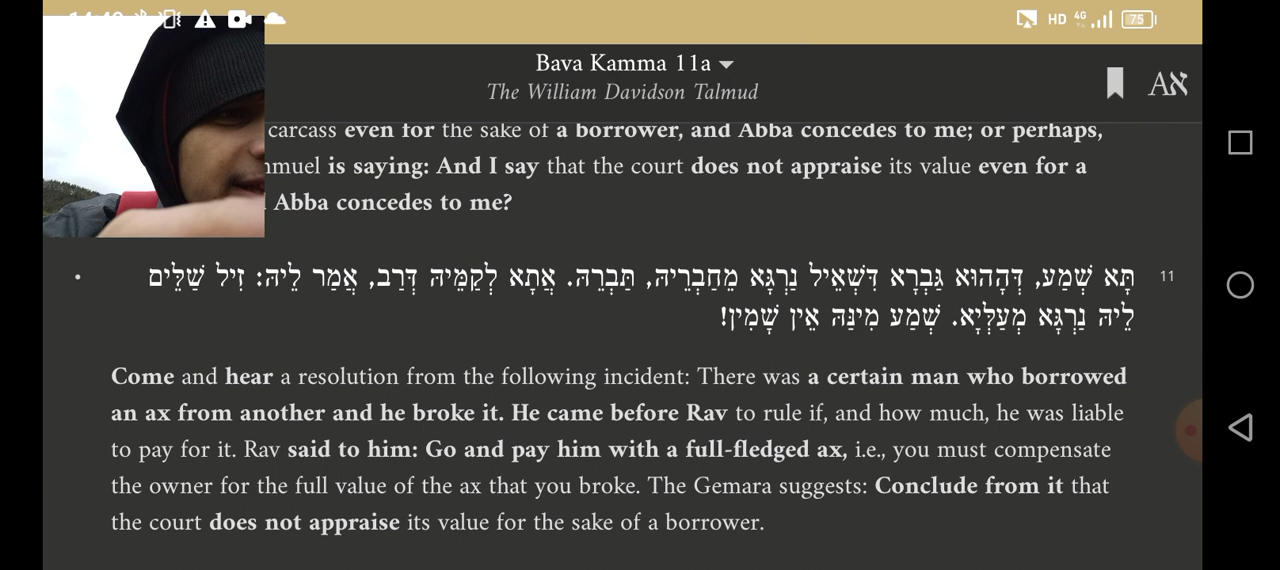 HD 4G 75
Bava Kamma 11a
The William Davidson Talmud
Aא
carcass even for the sake of a borrower, and Abba concedes to me; or perhaps,
is saying: And I say that the court does not appraise its value even for a
Abba concedes to me?
11
תָּא שְׁמַע, דְּהָהוּא גַּבְרָא דִּשְׁאֵיל נַרְגָּא מֵחַבְרֵיהּ, תַּבְרֵהּ. אֲתָא לְקַמֵּיהּ דְּרַב, אֲמַר לֵיהּ: זִיל שַׁלֵּים
לֵיהּ נַרְגָּא מְעַלְּיָא. שְׁמַע מִינַּהּ אֵין שָׁמִין!
Come and hear a resolution from the following incident: There was a certain man who borrowed
an ax from another and he broke it. He came before Rav to rule if, and how much, he was liable
to pay for it. Rav said to him: Go and pay him with a full-fledged ax, i.e., you must compensate
the owner for the full value of the ax that you broke. The Gemara suggests: Conclude from it that
the court does not appraise its value for the sake of a borrower.